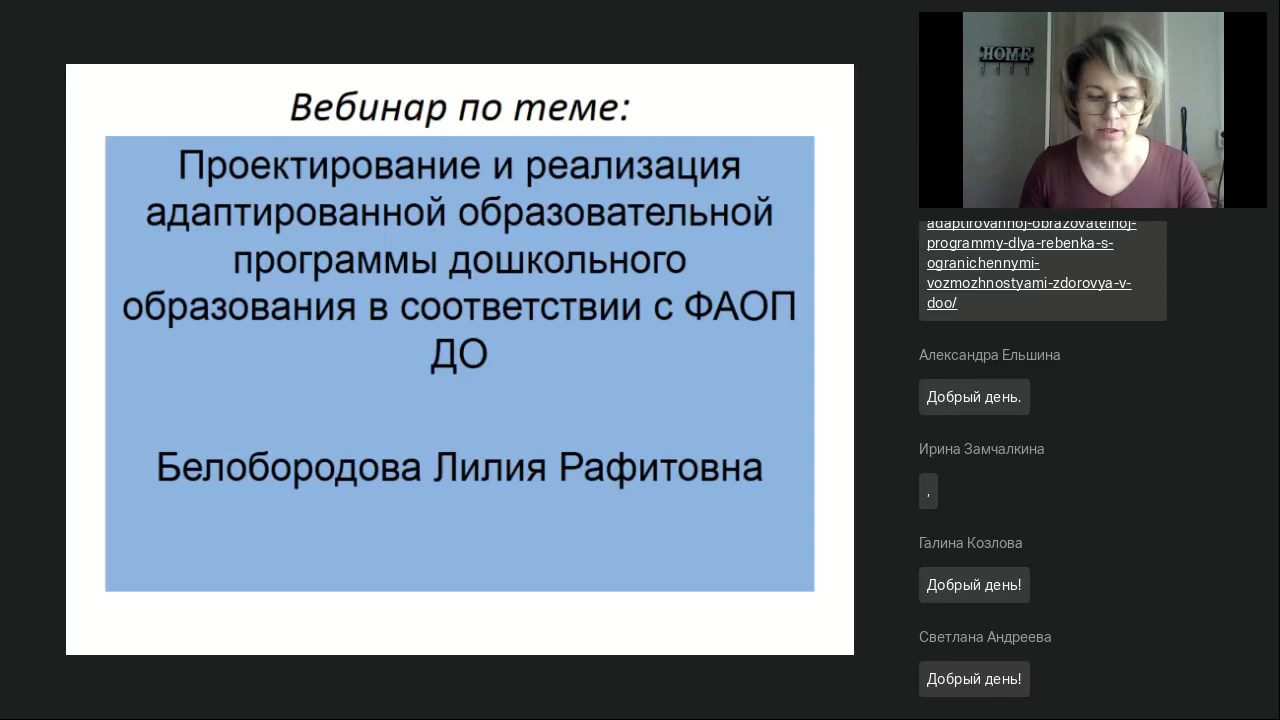 Вебинар по теме:
Проектирование и реализация
адаптированной образовательной
программы дошкольного
образования в соответствии с ФАОП
ДО
Белобородова Лилия Рафитовна
HOME
adaptirovannoj-obrazovatelnoj-
programmy-dlya-rebenka-s-
ogranichennymi-
vozmozhnostyami-zdorovya-v-
doo/
Александра Ельшина
Добрый день.
Ирина Замчалкина
,
Галина Козлова
Добрый день!
Светлана Андреева
Добрый день!